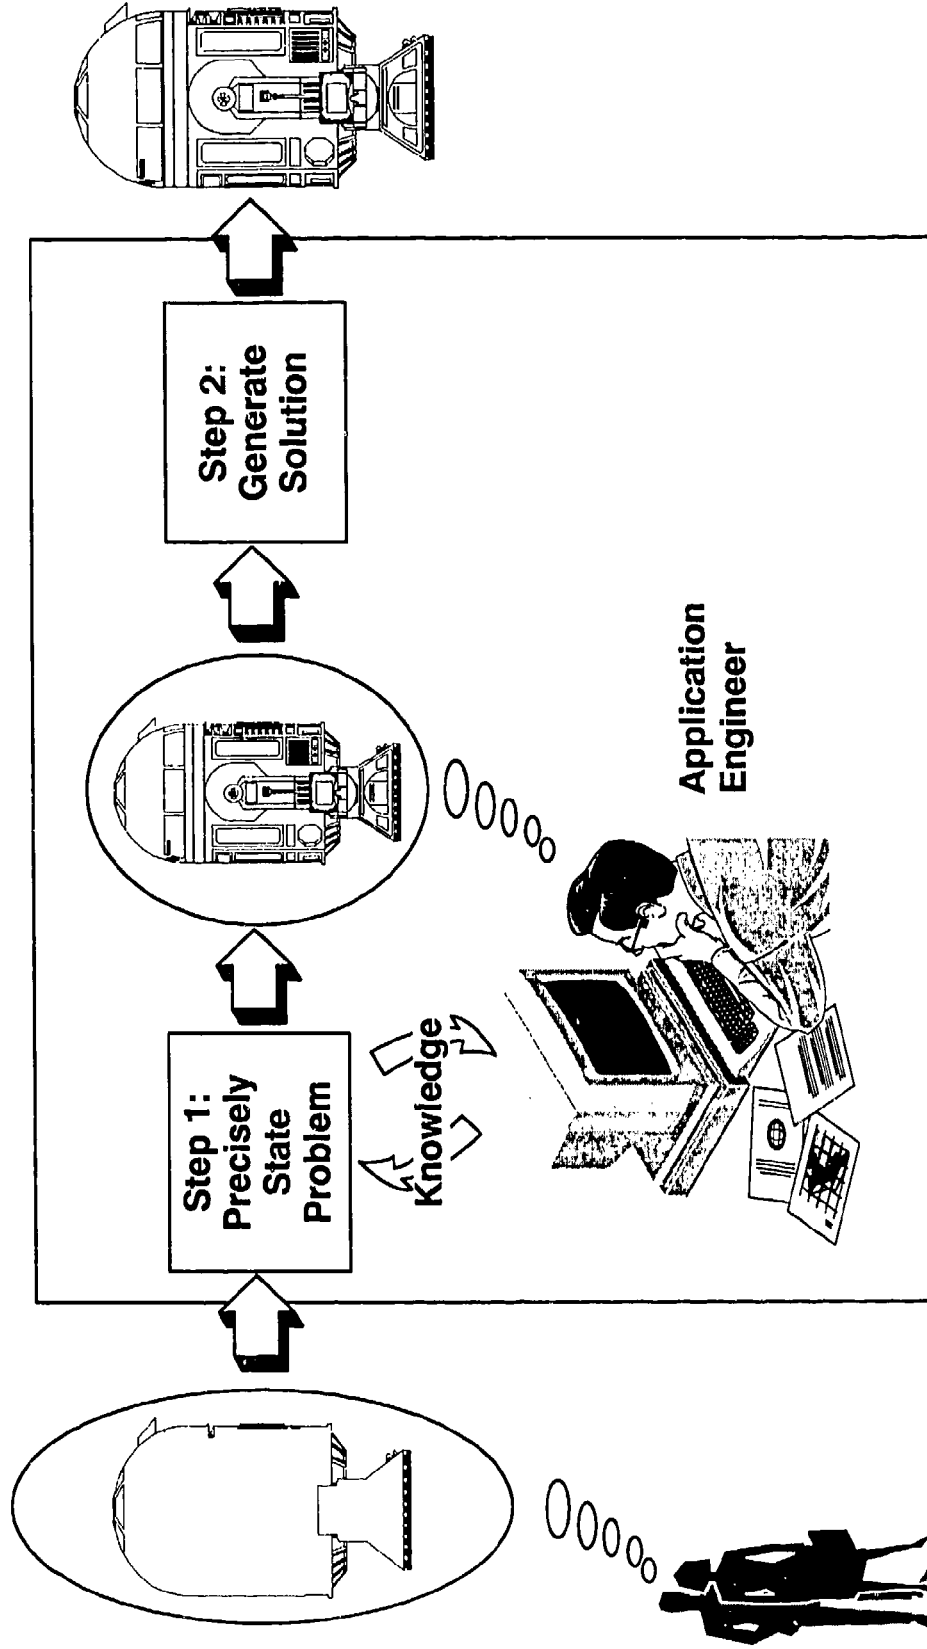 Step 1:
Precisely
State
Problem
Knowledge
Step 2:
Generate
Solution
Application
Engineer